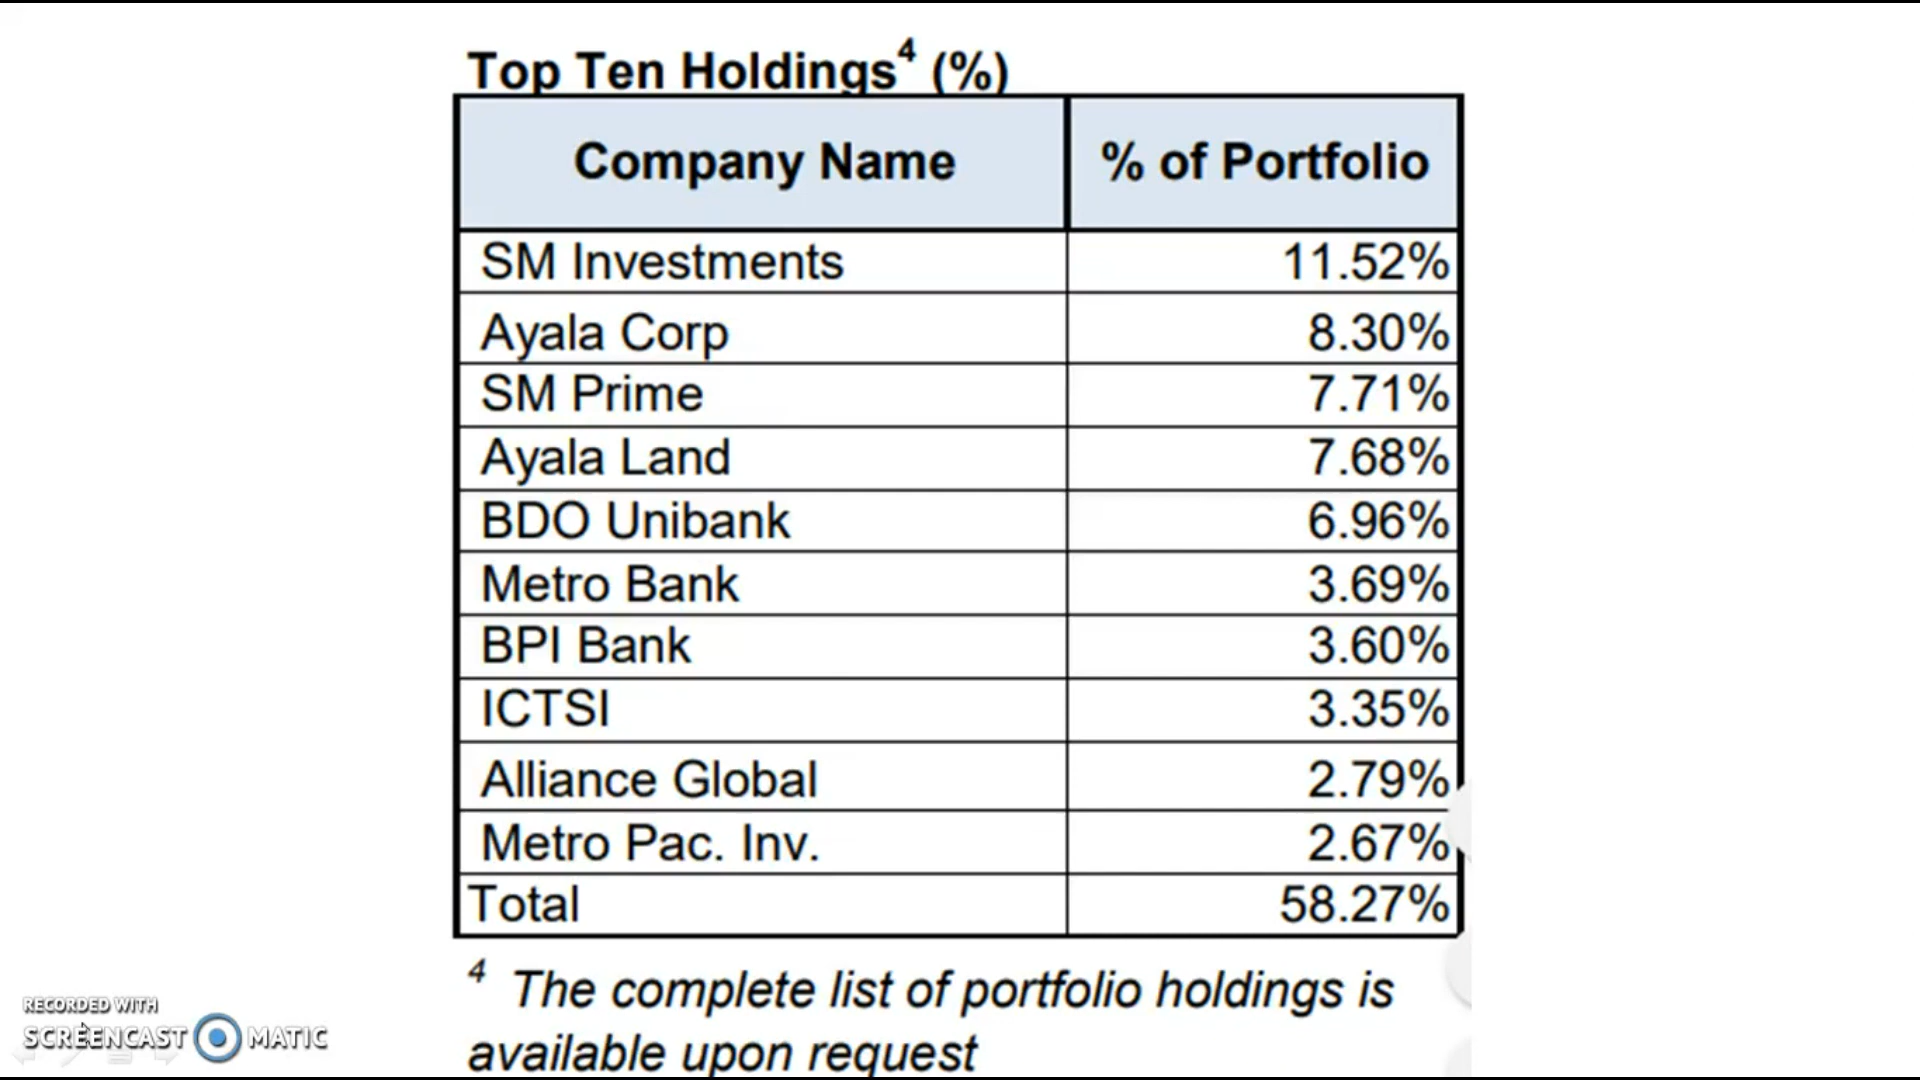 Top Ten Holdings4 (%)
Company Name % of Portfolio
SM Investments 11.52%
Ayala Corp 8.30%
SM Prime 7.71%
Ayala Land 7.68%
BDO Unibank 6.96%
Metro Bank 3.69%
BPI Bank 3.60%
ICTSI 3.35%
Alliance Global 2.79%
Metro Pac. Inv. 2.67%
Total 58.27%
4 The complete list of portfolio holdings is
available upon request
RECORDED WITH
SCREENCAST MATIC